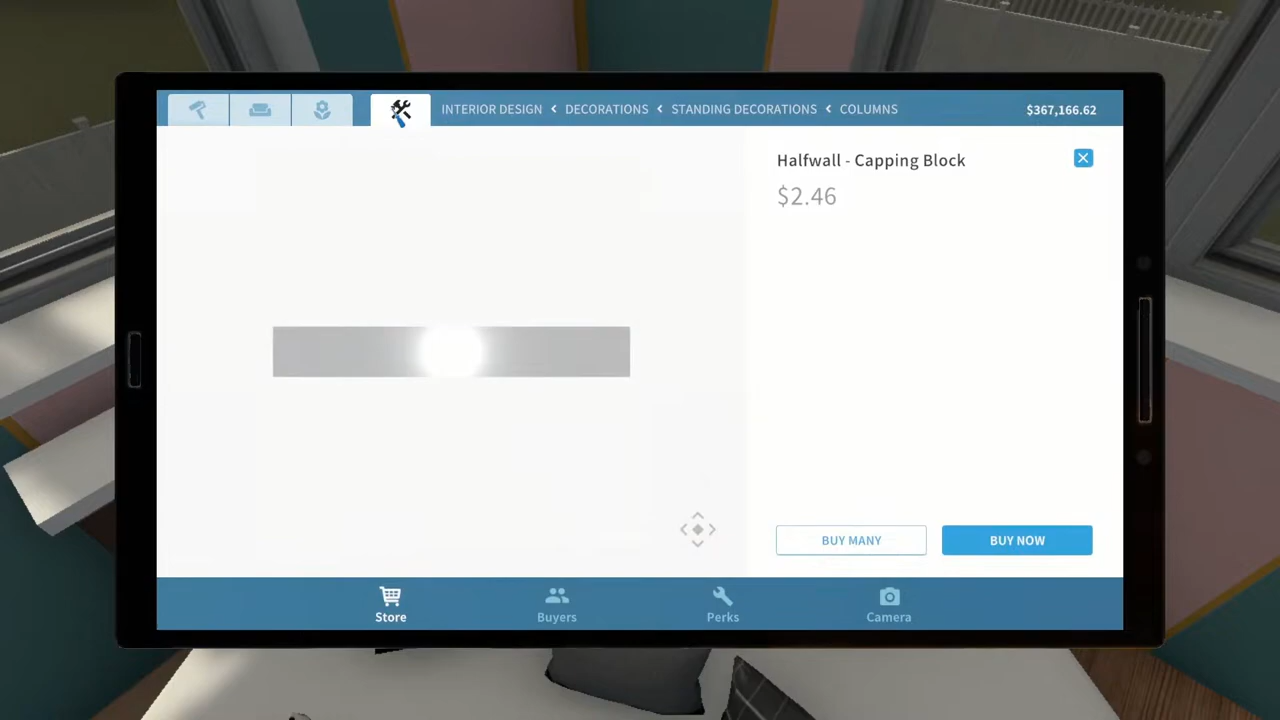 INTERIOR DESIGN < DECORATIONS < STANDING DECORATIONS < COLUMNS
$367,166.62
Halfwall - Capping Block
$2.46
BUY MANY
BUY NOW
Store
Buyers
Perks
Camera